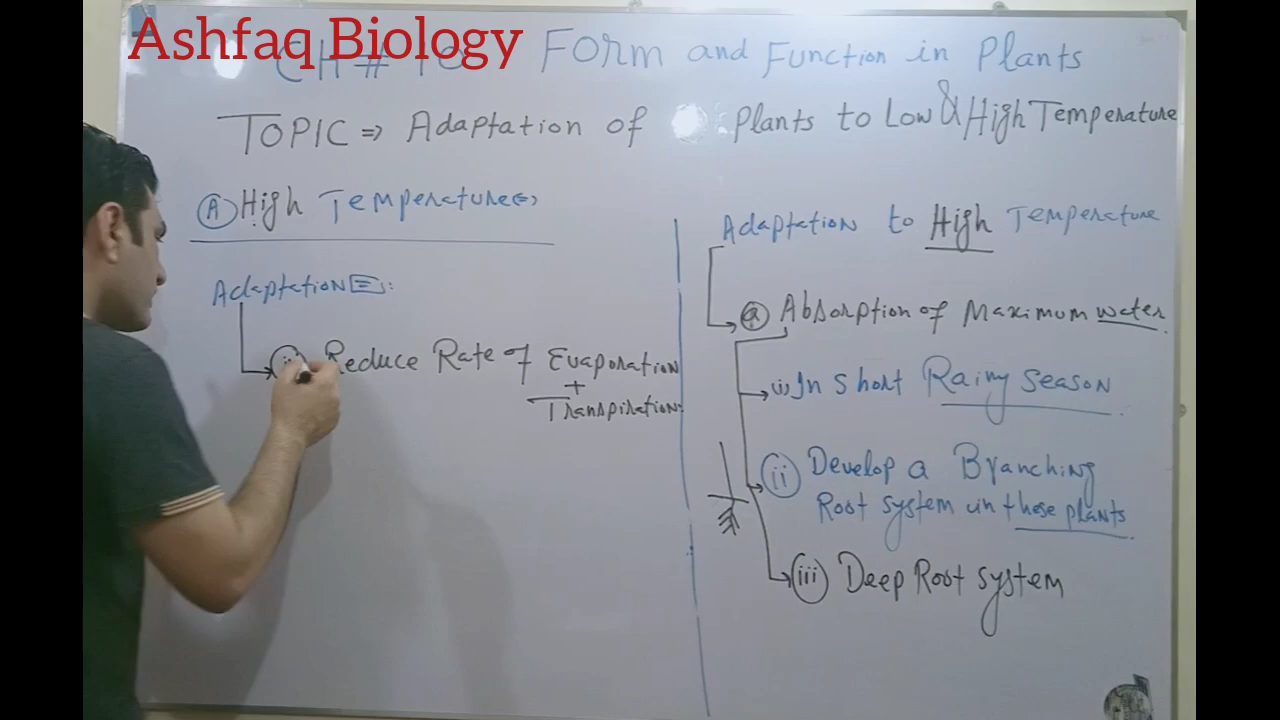 Ashfaq Biology
CH # 10 Form and Function in Plants
TOPIC => Adaptation of Plants to Low & High Temperature
(A) High Temperature
Adaptation
Reduce Rate of Evaporation
+
Transpiration
Adaptation to High Temperature
(a) Absorption of Maximum water
(i) In Short Rainy season
(ii) Develop a Branching
Root system in these plants
(iii) Deep Root system